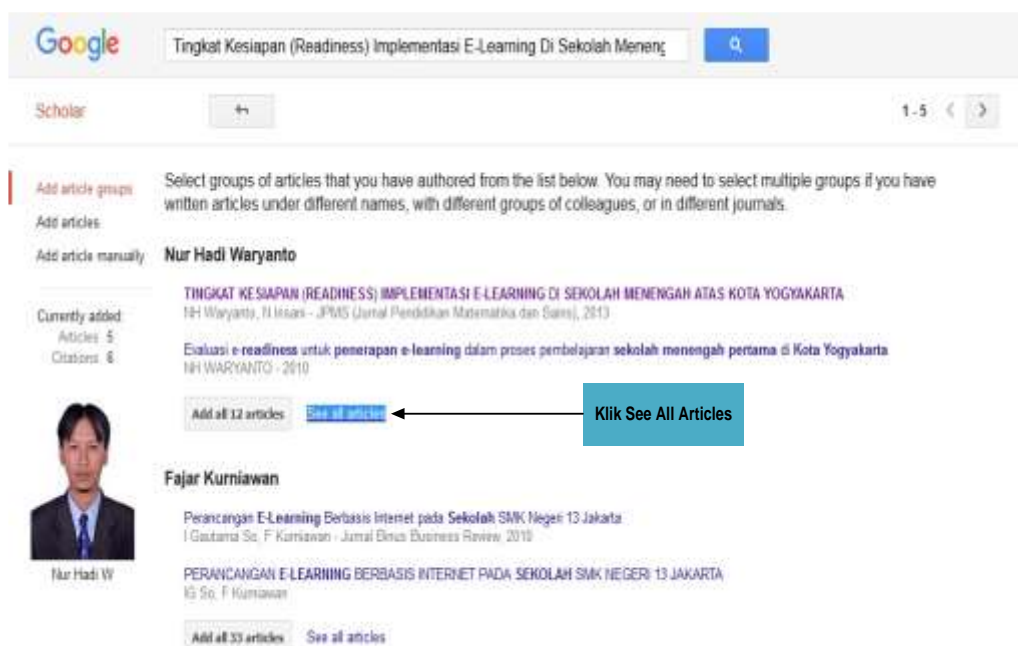 Google
Tingkat Kesiapan (Readiness) Implementasi E-Learning Di Sekolah Meneng
Scholar
1 - 5
Add article groups
Add articles
Add article manually
Select groups of articles that you have authored from the list below. You may need to select multiple groups if you have
written articles under different names, with different groups of colleagues, or in different journals.
Nur Hadi Waryanto
TINGKAT KESIAPAN (READINESS) IMPLEMENTASI E-LEARNING DI SEKOLAH MENENGAH ATAS KOTA YOGYAKARTA
NH Waryanto, N Insani - JPMS (Jurnal Pendidikan Matematika dan Sains), 2013
Evaluasi e-readiness untuk penerapan e-learning dalam proses pembelajaran sekolah menengah pertama di Kota Yogyakarta
NH WARYANTO - 2010
Add all 12 articles See all articles
Klik See All Articles
Currently added
Articles 5
Citations 6
Nur Hadi W
Fajar Kurniawan
Perancangan E-Learning Berbasis Internet pada Sekolah SMK Negeri 13 Jakarta
I Gautama So, F Kurniawan - Jurnal Binus Business Review, 2010
PERANCANGAN E-LEARNING BERBASIS INTERNET PADA SEKOLAH SMK NEGERI 13 JAKARTA
IG So, F Kurniawan
Add all 33 articles See all articles